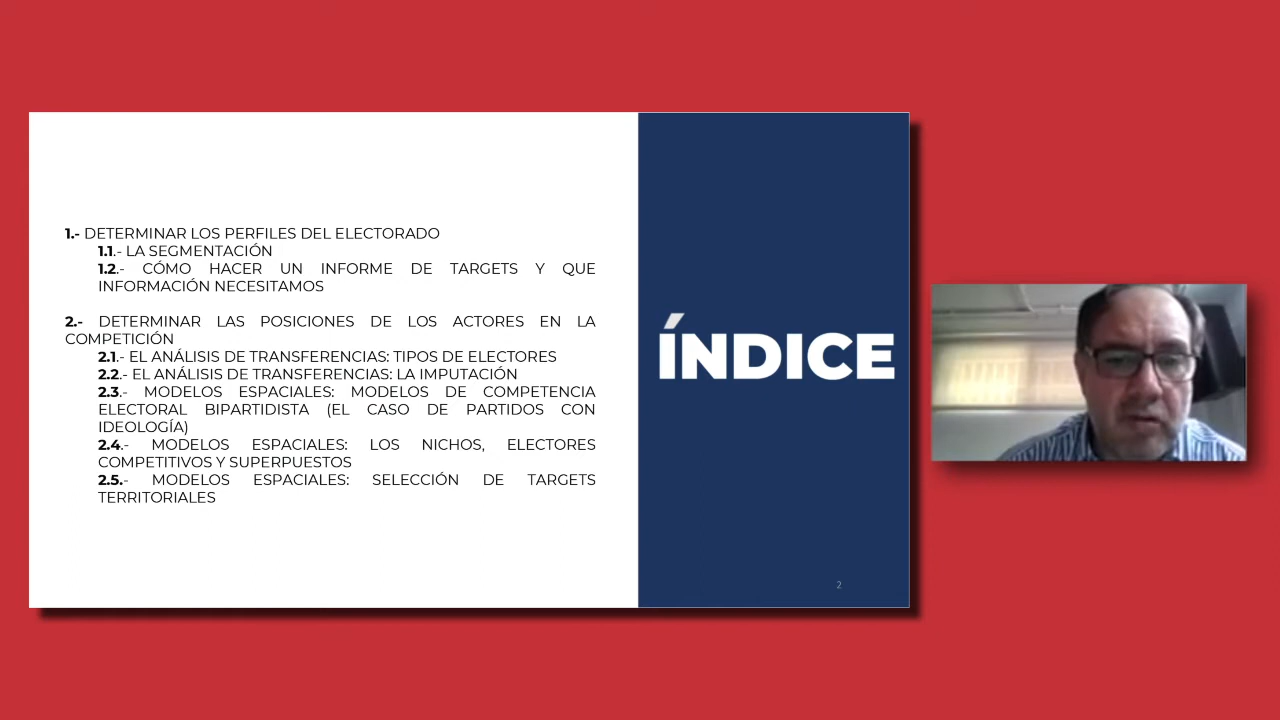 1.- DETERMINAR LOS PERFILES DEL ELECTORADO
1.1.- LA SEGMENTACIÓN
1.2.- CÓMO HACER UN INFORME DE TARGETS Y QUE
INFORMACIÓN NECESITAMOS
2.- DETERMINAR LAS POSICIONES DE LOS ACTORES EN LA
COMPETICIÓN
2.1.- EL ANÁLISIS DE TRANSFERENCIAS: TIPOS DE ELECTORES
2.2.- EL ANÁLISIS DE TRANSFERENCIAS: LA IMPUTACIÓN
2.3.- MODELOS ESPACIALES: MODELOS DE COMPETENCIA
ELECTORAL BIPARTIDISTA (EL CASO DE PARTIDOS CON
IDEOLOGÍA)
2.4.- MODELOS ESPACIALES: LOS NICHOS, ELECTORES
COMPETITIVOS Y SUPERPUESTOS
2.5.- MODELOS ESPACIALES: SELECCIÓN DE TARGETS
TERRITORIALES
ÍNDICE
2